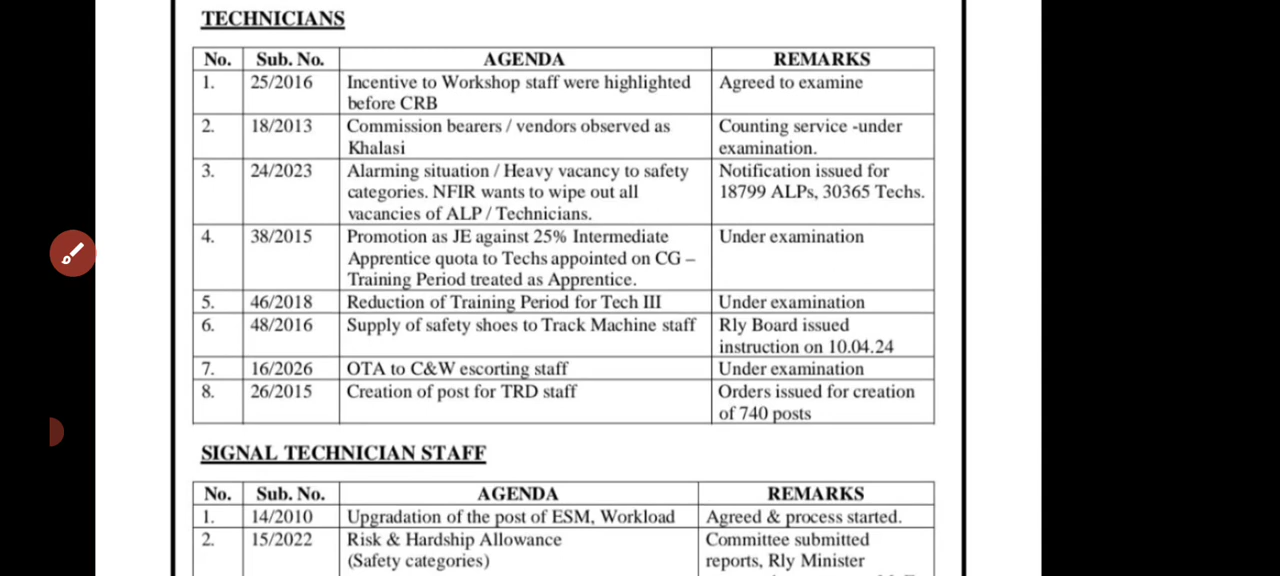 TECHNICIANS
No. Sub. No. AGENDA REMARKS
1. 25/2016 Incentive to Workshop staff were highlighted Agreed to examine
before CRB
2. 18/2013 Commission bearers / vendors observed as Counting service -under
Khalasi examination.
3. 24/2023 Alarming situation / Heavy vacancy to safety Notification issued for
categories. NFIR wants to wipe out all 18799 ALPs, 30365 Techs.
vacancies of ALP / Technicians.
4. 38/2015 Promotion as JE against 25% Intermediate Under examination
Apprentice quota to Techs appointed on CG –
Training Period treated as Apprentice.
5. 46/2018 Reduction of Training Period for Tech III Under examination
6. 48/2016 Supply of safety shoes to Track Machine staff Rly Board issued
instruction on 10.04.24
7. 16/2026 OTA to C&W escorting staff Under examination
8. 26/2015 Creation of post for TRD staff Orders issued for creation
of 740 posts
SIGNAL TECHNICIAN STAFF
No. Sub. No. AGENDA REMARKS
1. 14/2010 Upgradation of the post of ESM, Workload Agreed & process started.
2. 15/2022 Risk & Hardship Allowance Committee submitted
(Safety categories) reports, Rly Minister